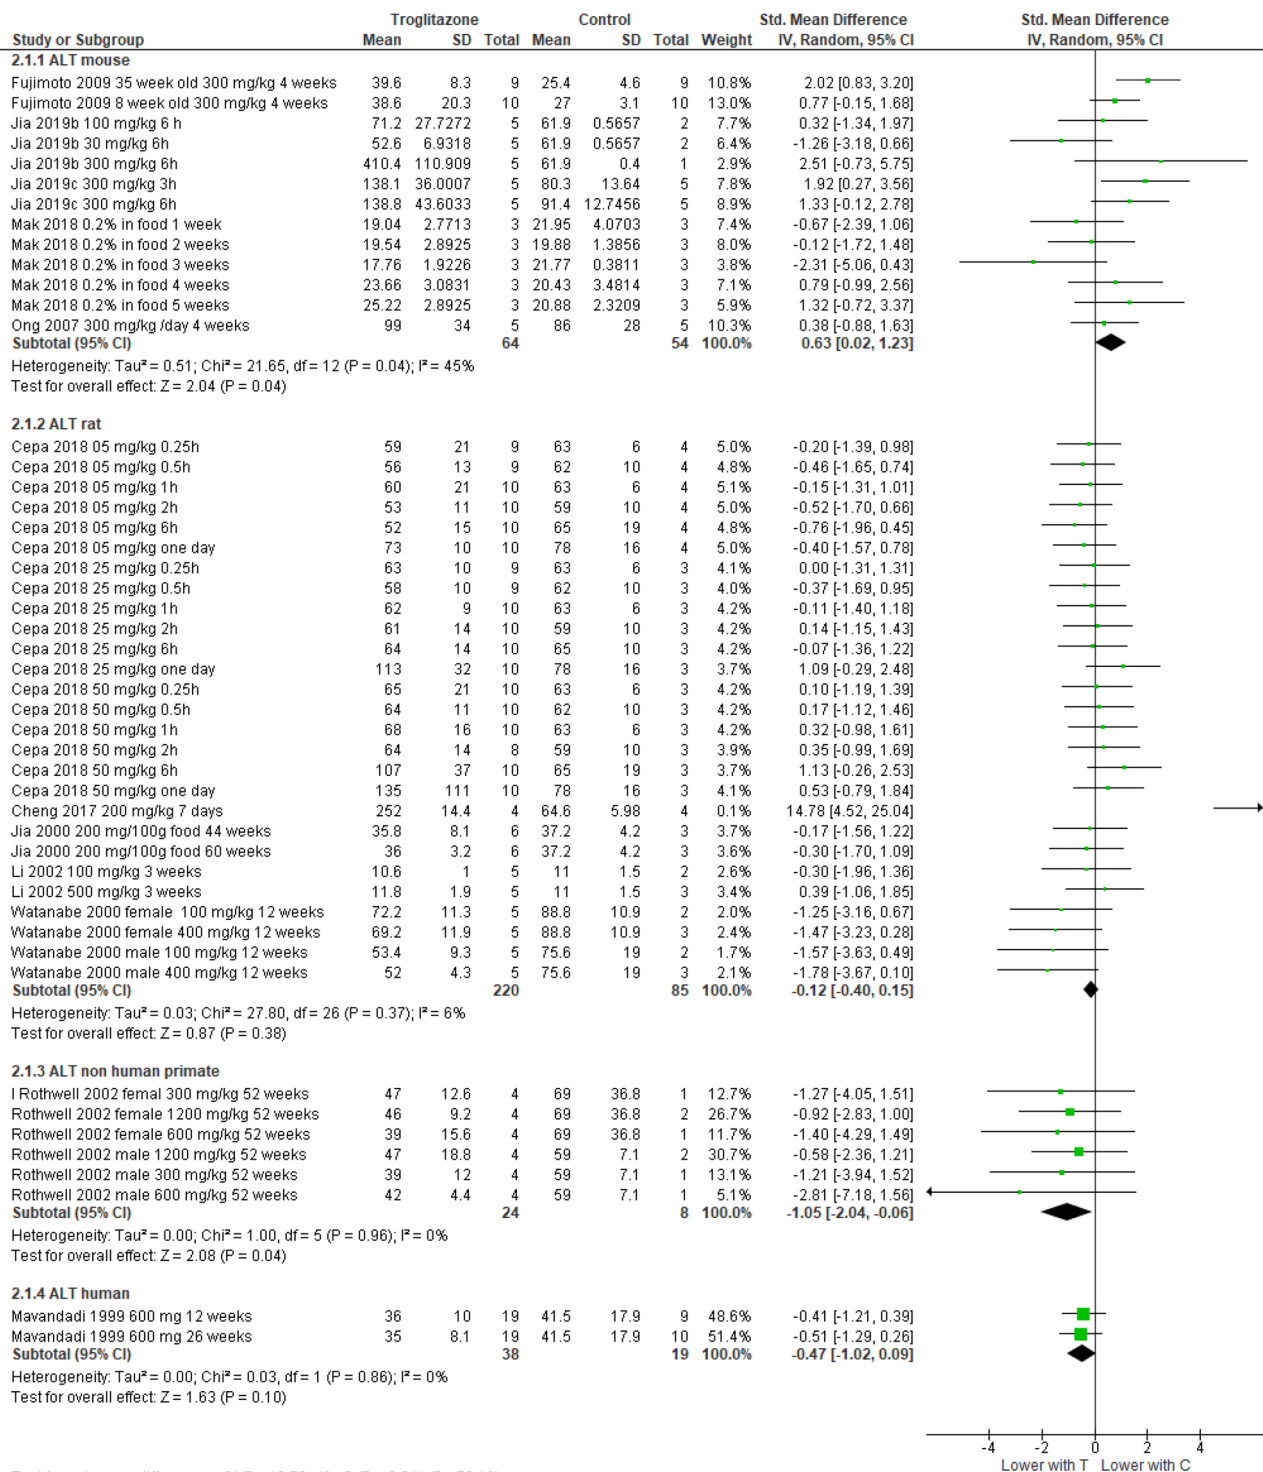 Troglitazone Control Std. Mean Difference Std. Mean Difference
Study or Subgroup Mean SD Total Mean SD Total Weight IV, Random, 95% CI IV, Random, 95% CI
2.1.1 ALT mouse
Fujimoto 2009 35 week old 300 mg/kg 4 weeks 39.6 8.3 9 25.4 4.6 9 10.8% 2.02 [0.83, 3.20]
Fujimoto 2009 8 week old 300 mg/kg 4 weeks 38.6 20.3 10 27 3.1 10 13.0% 0.77 [-0.15, 1.68]
Jia 2019b 100 mg/kg 6 h 71.2 27.7272 5 61.9 0.5657 2 7.7% 0.32 [-1.34, 1.97]
Jia 2019b 30 mg/kg 6h 52.6 6.9318 5 61.9 0.5657 2 6.4% -1.26 [-3.18, 0.66]
Jia 2019b 300 mg/kg 6h 410.4 110.909 5 61.9 0.4 1 2.9% 2.51 [-0.73, 5.75]
Jia 2019c 300 mg/kg 3h 138.1 36.0007 5 80.3 13.64 5 7.8% 1.92 [0.27, 3.56]
Jia 2019c 300 mg/kg 6h 138.8 43.6033 5 91.4 12.7456 5 8.9% 1.33 [-0.12, 2.78]
Mak 2018 0.2% in food 1 week 19.04 2.7713 3 21.95 4.0703 3 7.4% -0.67 [-2.39, 1.06]
Mak 2018 0.2% in food 2 weeks 19.54 2.8925 3 19.88 1.3856 3 8.0% -0.12 [-1.72, 1.48]
Mak 2018 0.2% in food 3 weeks 17.76 1.9226 3 21.77 0.3811 3 3.8% -2.31 [-5.06, 0.43]
Mak 2018 0.2% in food 4 weeks 23.66 3.0831 3 20.43 3.4814 3 7.1% 0.79 [-0.99, 2.56]
Mak 2018 0.2% in food 5 weeks 25.22 2.8925 3 20.88 2.3209 3 5.9% 1.32 [-0.72, 3.37]
Ong 2007 300 mg/kg /day 4 weeks 99 34 5 86 28 5 10.3% 0.38 [-0.88, 1.63]
Subtotal (95% CI) 64 54 100.0% 0.63 [0.02, 1.23]
Heterogeneity: Tau² = 0.51; Chi² = 21.65, df = 12 (P = 0.04); I² = 45%
Test for overall effect: Z = 2.04 (P = 0.04)
2.1.2 ALT rat
Cepa 2018 05 mg/kg 0.25h 59 21 9 63 6 4 5.0% -0.20 [-1.39, 0.98]
Cepa 2018 05 mg/kg 0.5h 56 13 9 62 10 4 4.8% -0.46 [-1.65, 0.74]
Cepa 2018 05 mg/kg 1h 60 21 10 63 6 4 5.1% -0.15 [-1.31, 1.01]
Cepa 2018 05 mg/kg 2h 53 11 10 59 10 4 5.0% -0.52 [-1.70, 0.66]
Cepa 2018 05 mg/kg 6h 52 15 10 65 19 4 4.8% -0.76 [-1.96, 0.45]
Cepa 2018 05 mg/kg one day 73 10 10 78 16 4 5.0% -0.40 [-1.57, 0.78]
Cepa 2018 25 mg/kg 0.25h 63 10 9 63 6 3 4.1% 0.00 [-1.31, 1.31]
Cepa 2018 25 mg/kg 0.5h 58 10 9 62 10 3 4.0% -0.37 [-1.69, 0.95]
Cepa 2018 25 mg/kg 1h 62 9 10 63 6 3 4.2% -0.11 [-1.40, 1.18]
Cepa 2018 25 mg/kg 2h 61 14 10 59 10 3 4.2% 0.14 [-1.15, 1.43]
Cepa 2018 25 mg/kg 6h 64 14 10 65 10 3 4.2% -0.07 [-1.36, 1.22]
Cepa 2018 25 mg/kg one day 113 32 10 78 16 3 3.7% 1.09 [-0.29, 2.48]
Cepa 2018 50 mg/kg 0.25h 65 21 10 63 6 3 4.2% 0.10 [-1.19, 1.39]
Cepa 2018 50 mg/kg 0.5h 64 11 10 62 10 3 4.2% 0.17 [-1.12, 1.46]
Cepa 2018 50 mg/kg 1h 68 16 10 63 6 3 4.2% 0.32 [-0.98, 1.61]
Cepa 2018 50 mg/kg 2h 64 14 8 59 10 3 3.9% 0.35 [-0.99, 1.69]
Cepa 2018 50 mg/kg 6h 107 37 10 65 19 3 3.7% 1.13 [-0.26, 2.53]
Cepa 2018 50 mg/kg one day 135 111 10 78 16 3 4.1% 0.53 [-0.79, 1.84]
Cheng 2017 200 mg/kg 7 days 252 14.4 4 64.6 5.98 4 0.1% 14.78 [4.52, 25.04]
Jia 2000 200 mg/100g food 44 weeks 35.8 8.1 6 37.2 4.2 3 3.7% -0.17 [-1.56, 1.22]
Jia 2000 200 mg/100g food 60 weeks 36 3.2 6 37.2 4.2 3 3.6% -0.30 [-1.70, 1.09]
Li 2002 100 mg/kg 3 weeks 10.6 1 5 11 1.5 2 2.6% -0.30 [-1.96, 1.36]
Li 2002 500 mg/kg 3 weeks 11.8 1.9 5 11 1.5 3 3.4% 0.39 [-1.06, 1.85]
Watanabe 2000 female 100 mg/kg 12 weeks 72.2 11.3 5 88.8 10.9 2 2.0% -1.25 [-3.16, 0.67]
Watanabe 2000 female 400 mg/kg 12 weeks 69.2 11.9 5 88.8 10.9 3 2.4% -1.47 [-3.23, 0.28]
Watanabe 2000 male 100 mg/kg 12 weeks 53.4 9.3 5 75.6 19 2 1.7% -1.57 [-3.63, 0.49]
Watanabe 2000 male 400 mg/kg 12 weeks 52 4.3 5 75.6 19 3 2.1% -1.78 [-3.67, 0.10]
Subtotal (95% CI) 220 85 100.0% -0.12 [-0.40, 0.15]
Heterogeneity: Tau² = 0.03; Chi² = 27.80, df = 26 (P = 0.37); I² = 6%
Test for overall effect: Z = 0.87 (P = 0.38)
2.1.3 ALT non human primate
l Rothwell 2002 femal 300 mg/kg 52 weeks 47 12.6 4 69 36.8 1 12.7% -1.27 [-4.05, 1.51]
Rothwell 2002 female 1200 mg/kg 52 weeks 46 9.2 4 69 36.8 2 26.7% -0.92 [-2.83, 1.00]
Rothwell 2002 female 600 mg/kg 52 weeks 39 15.6 4 69 36.8 1 11.7% -1.40 [-4.29, 1.49]
Rothwell 2002 male 1200 mg/kg 52 weeks 47 18.8 4 59 7.1 2 30.7% -0.58 [-2.36, 1.21]
Rothwell 2002 male 300 mg/kg 52 weeks 39 12 4 59 7.1 1 13.1% -1.21 [-3.94, 1.52]
Rothwell 2002 male 600 mg/kg 52 weeks 42 4.4 4 59 7.1 1 5.1% -2.81 [-7.18, 1.56]
Subtotal (95% CI) 24 8 100.0% -1.05 [-2.04, -0.06]
Heterogeneity: Tau² = 0.00; Chi² = 1.00, df = 5 (P = 0.96); I² = 0%
Test for overall effect: Z = 2.08 (P = 0.04)
2.1.4 ALT human
Mavandadi 1999 600 mg 12 weeks 36 10 19 41.5 17.9 9 48.6% -0.41 [-1.21, 0.39]
Mavandadi 1999 600 mg 26 weeks 35 8.1 19 41.5 17.9 10 51.4% -0.51 [-1.29, 0.26]
Subtotal (95% CI) 38 19 100.0% -0.47 [-1.02, 0.09]
Heterogeneity: Tau² = 0.00; Chi² = 0.03, df = 1 (P = 0.86); I² = 0%
Test for overall effect: Z = 1.63 (P = 0.10)
-4 -2 0 2 4
Lower with T Lower with C